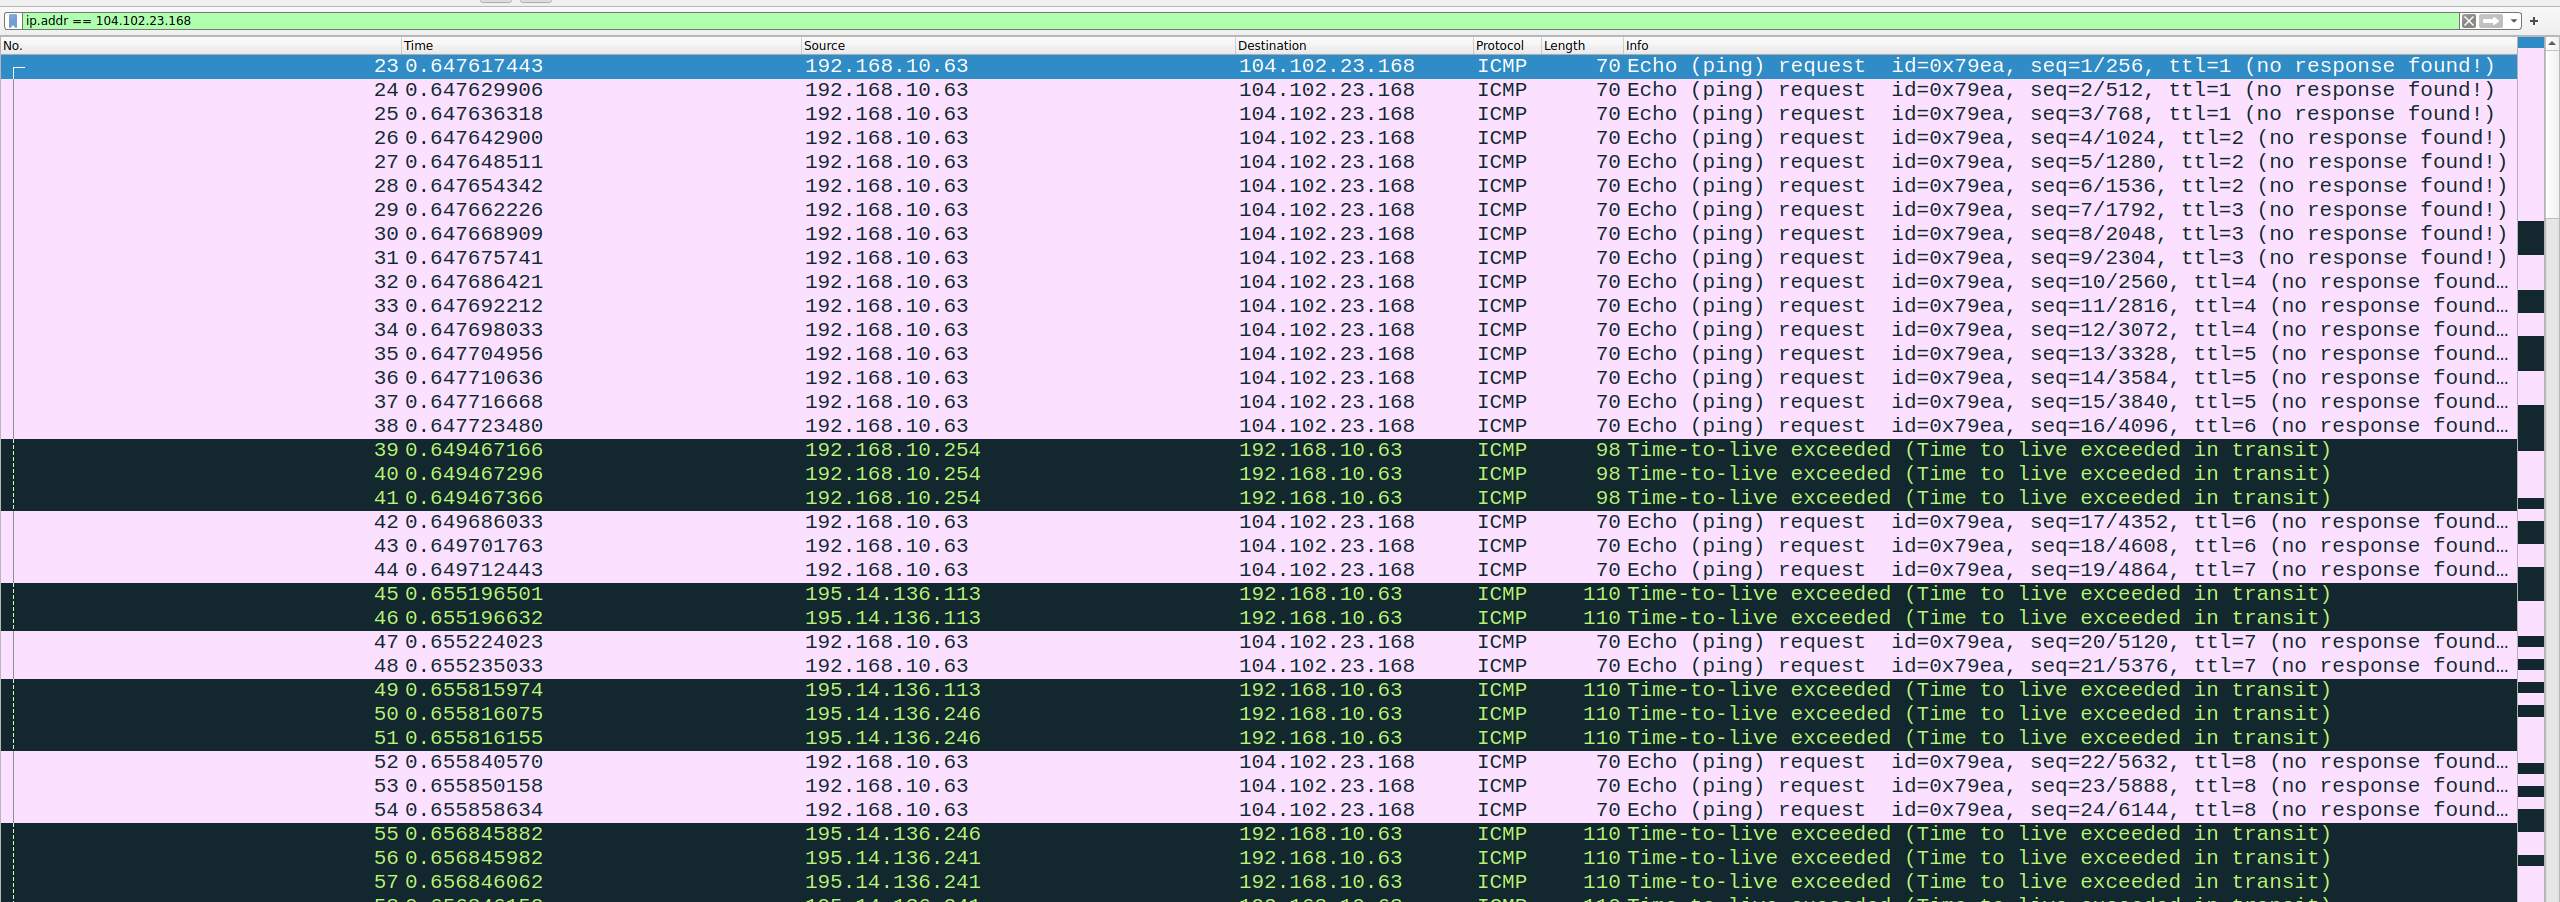 ip.addr == 104.102.23.168
No. Time Source Destination Protocol Length Info
23 0.647617443 192.168.10.63 104.102.23.168 ICMP 70 Echo (ping) request id=0x79ea, seq=1/256, ttl=1 (no response found!)
24 0.647629906 192.168.10.63 104.102.23.168 ICMP 70 Echo (ping) request id=0x79ea, seq=2/512, ttl=1 (no response found!)
25 0.647636318 192.168.10.63 104.102.23.168 ICMP 70 Echo (ping) request id=0x79ea, seq=3/768, ttl=1 (no response found!)
26 0.647642900 192.168.10.63 104.102.23.168 ICMP 70 Echo (ping) request id=0x79ea, seq=4/1024, ttl=2 (no response found!)
27 0.647648511 192.168.10.63 104.102.23.168 ICMP 70 Echo (ping) request id=0x79ea, seq=5/1280, ttl=2 (no response found!)
28 0.647654342 192.168.10.63 104.102.23.168 ICMP 70 Echo (ping) request id=0x79ea, seq=6/1536, ttl=2 (no response found!)
29 0.647662226 192.168.10.63 104.102.23.168 ICMP 70 Echo (ping) request id=0x79ea, seq=7/1792, ttl=3 (no response found!)
30 0.647668909 192.168.10.63 104.102.23.168 ICMP 70 Echo (ping) request id=0x79ea, seq=8/2048, ttl=3 (no response found!)
31 0.647675741 192.168.10.63 104.102.23.168 ICMP 70 Echo (ping) request id=0x79ea, seq=9/2304, ttl=3 (no response found!)
32 0.647686421 192.168.10.63 104.102.23.168 ICMP 70 Echo (ping) request id=0x79ea, seq=10/2560, ttl=4 (no response found…
33 0.647692212 192.168.10.63 104.102.23.168 ICMP 70 Echo (ping) request id=0x79ea, seq=11/2816, ttl=4 (no response found…
34 0.647698033 192.168.10.63 104.102.23.168 ICMP 70 Echo (ping) request id=0x79ea, seq=12/3072, ttl=4 (no response found…
35 0.647704956 192.168.10.63 104.102.23.168 ICMP 70 Echo (ping) request id=0x79ea, seq=13/3328, ttl=5 (no response found…
36 0.647710636 192.168.10.63 104.102.23.168 ICMP 70 Echo (ping) request id=0x79ea, seq=14/3584, ttl=5 (no response found…
37 0.647716668 192.168.10.63 104.102.23.168 ICMP 70 Echo (ping) request id=0x79ea, seq=15/3840, ttl=5 (no response found…
38 0.647723480 192.168.10.63 104.102.23.168 ICMP 70 Echo (ping) request id=0x79ea, seq=16/4096, ttl=6 (no response found…
39 0.649467166 192.168.10.254 192.168.10.63 ICMP 98 Time-to-live exceeded (Time to live exceeded in transit)
40 0.649467296 192.168.10.254 192.168.10.63 ICMP 98 Time-to-live exceeded (Time to live exceeded in transit)
41 0.649467366 192.168.10.254 192.168.10.63 ICMP 98 Time-to-live exceeded (Time to live exceeded in transit)
42 0.649686033 192.168.10.63 104.102.23.168 ICMP 70 Echo (ping) request id=0x79ea, seq=17/4352, ttl=6 (no response found…
43 0.649701763 192.168.10.63 104.102.23.168 ICMP 70 Echo (ping) request id=0x79ea, seq=18/4608, ttl=6 (no response found…
44 0.649712443 192.168.10.63 104.102.23.168 ICMP 70 Echo (ping) request id=0x79ea, seq=19/4864, ttl=7 (no response found…
45 0.655196501 195.14.136.113 192.168.10.63 ICMP 110 Time-to-live exceeded (Time to live exceeded in transit)
46 0.655196632 195.14.136.113 192.168.10.63 ICMP 110 Time-to-live exceeded (Time to live exceeded in transit)
47 0.655224023 192.168.10.63 104.102.23.168 ICMP 70 Echo (ping) request id=0x79ea, seq=20/5120, ttl=7 (no response found…
48 0.655235033 192.168.10.63 104.102.23.168 ICMP 70 Echo (ping) request id=0x79ea, seq=21/5376, ttl=7 (no response found…
49 0.655815974 195.14.136.113 192.168.10.63 ICMP 110 Time-to-live exceeded (Time to live exceeded in transit)
50 0.655816075 195.14.136.246 192.168.10.63 ICMP 110 Time-to-live exceeded (Time to live exceeded in transit)
51 0.655816155 195.14.136.246 192.168.10.63 ICMP 110 Time-to-live exceeded (Time to live exceeded in transit)
52 0.655840570 192.168.10.63 104.102.23.168 ICMP 70 Echo (ping) request id=0x79ea, seq=22/5632, ttl=8 (no response found…
53 0.655850158 192.168.10.63 104.102.23.168 ICMP 70 Echo (ping) request id=0x79ea, seq=23/5888, ttl=8 (no response found…
54 0.655858634 192.168.10.63 104.102.23.168 ICMP 70 Echo (ping) request id=0x79ea, seq=24/6144, ttl=8 (no response found…
55 0.656845882 195.14.136.246 192.168.10.63 ICMP 110 Time-to-live exceeded (Time to live exceeded in transit)
56 0.656845982 195.14.136.241 192.168.10.63 ICMP 110 Time-to-live exceeded (Time to live exceeded in transit)
57 0.656846062 195.14.136.241 192.168.10.63 ICMP 110 Time-to-live exceeded (Time to live exceeded in transit)